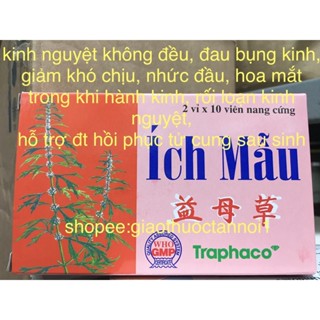 kinh nguyệt không đều, đau bụng kinh,
giảm khó chịu, nhức đầu, hoa mắt
trong khi hành kinh, rối loạn kinh
nguyệt,
2 vỉ x 10 viên nang cứng
hỗ trợ đt hồi phục tử cung sau sinh
Ích Mẫu
益母草
shopee:giaothuoctannoi1
WHO
GMP
Traphaco